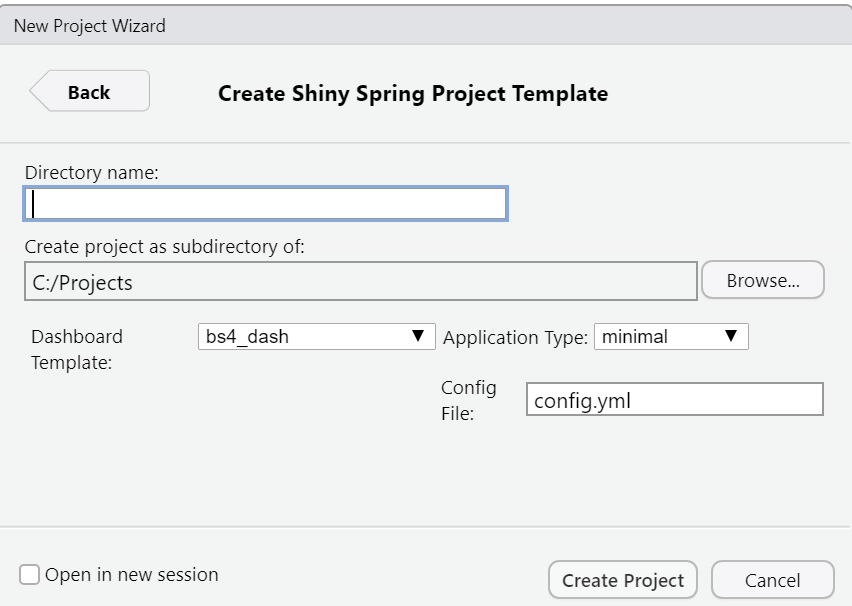 New Project Wizard
Back
Create Shiny Spring Project Template
Directory name:
Create project as subdirectory of:
C:/Projects
Browse...
Dashboard
Template:
bs4_dash
Application Type:
minimal
Config
File:
config.yml
Open in new session
Create Project
Cancel